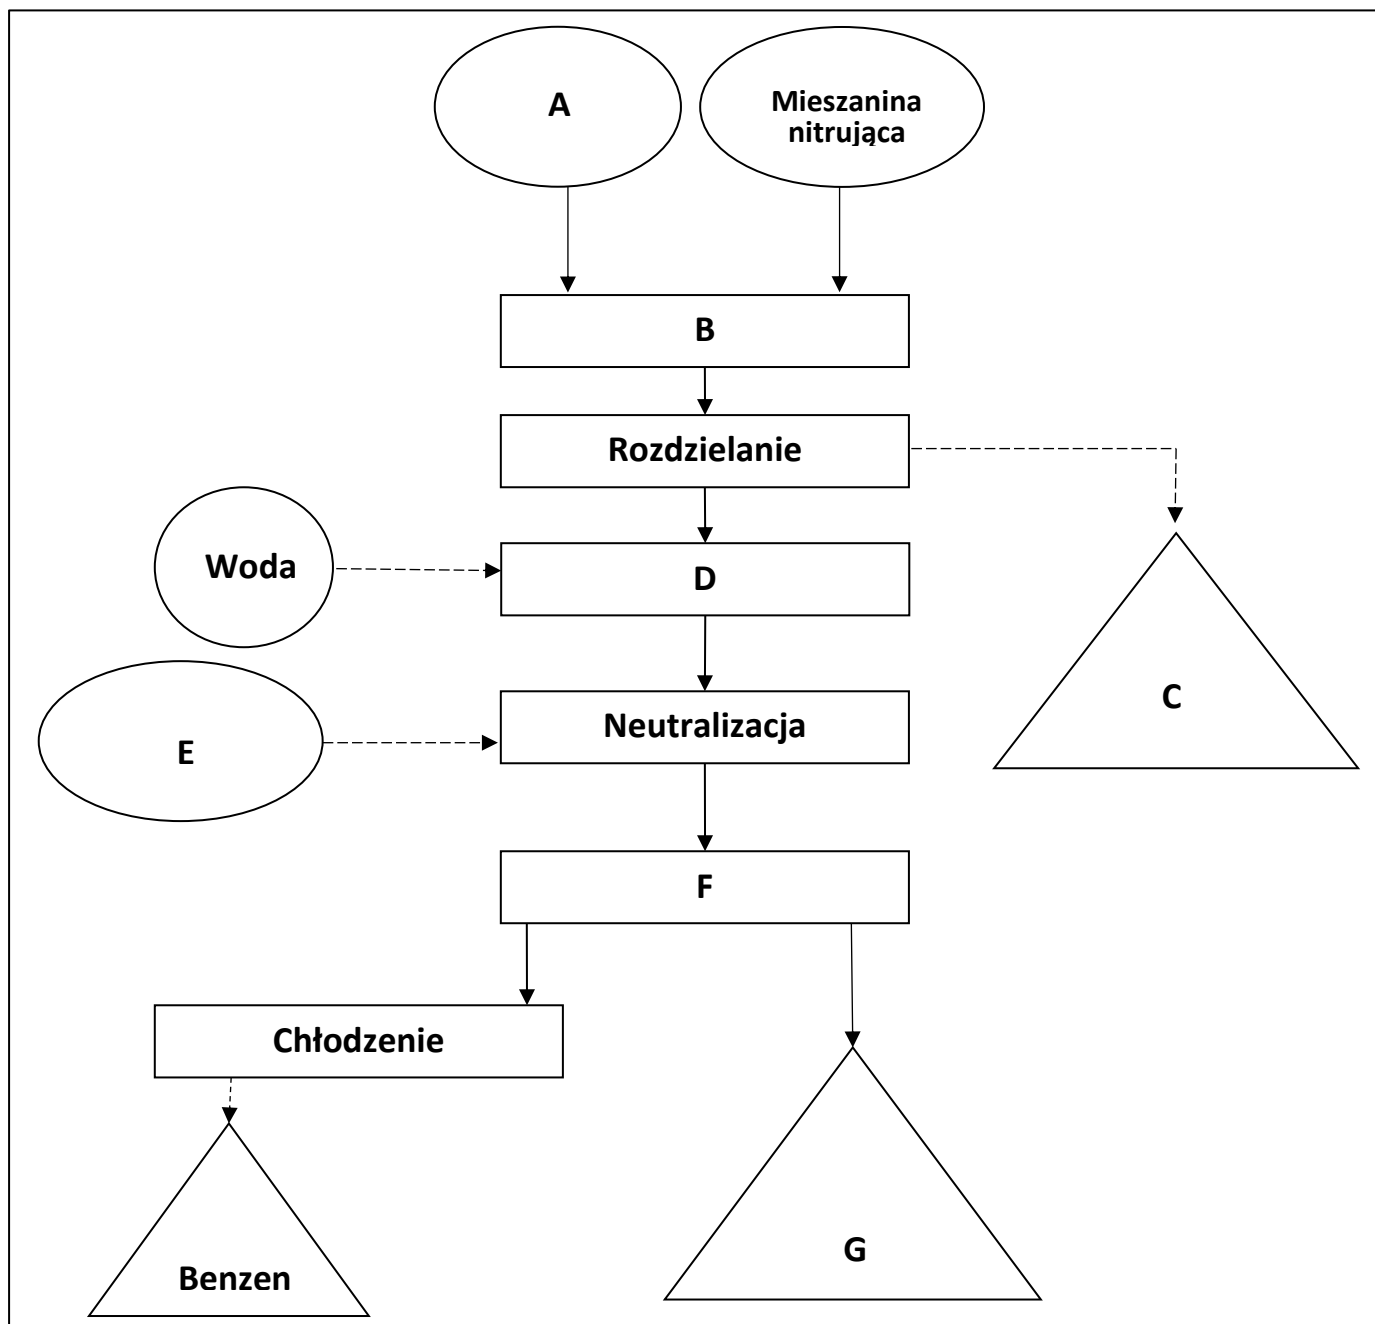 A
Mieszanina
nitrująca
B
Rozdzielanie
Woda
D
C
Neutralizacja
E
F
Chłodzenie
G
Benzen